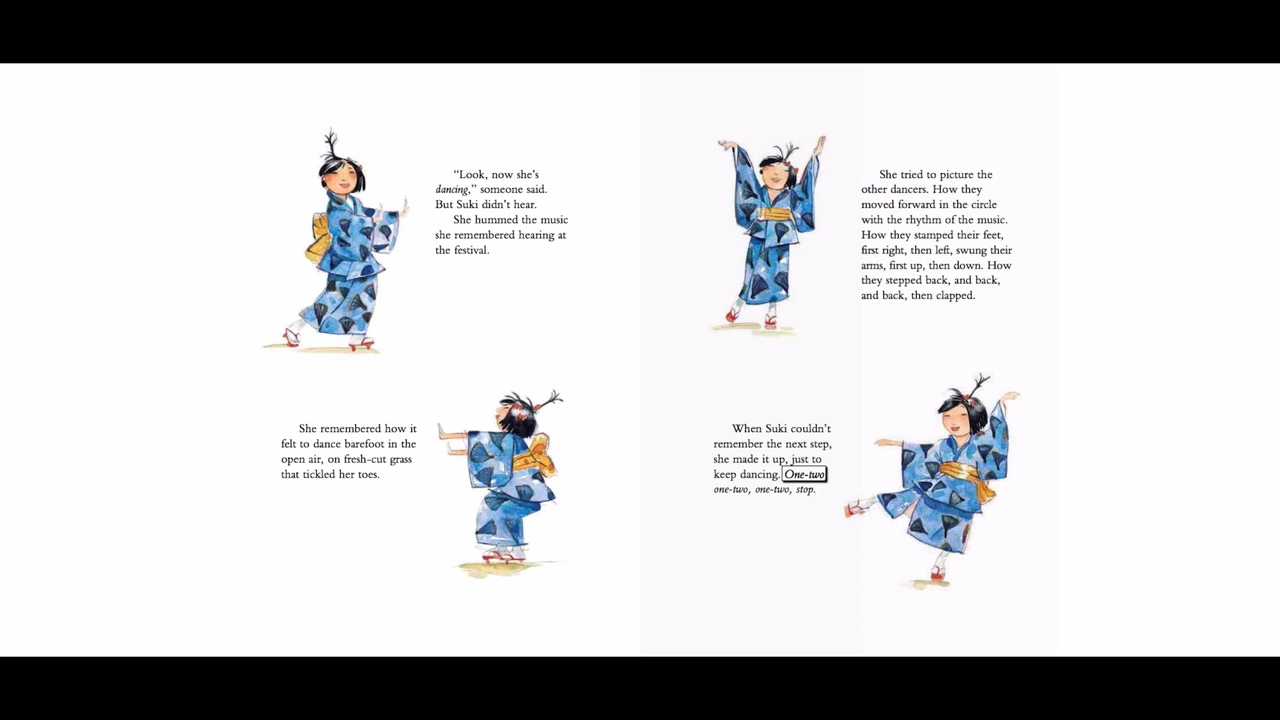 “Look, now she’s
dancing,” someone said.
But Suki didn’t hear.
She hummed the music
she remembered hearing at
the festival.
She remembered how it
felt to dance barefoot in the
open air, on fresh-cut grass
that tickled her toes.
She tried to picture the
other dancers. How they
moved forward in the circle
with the rhythm of the music.
How they stamped their feet,
first right, then left, swung their
arms, first up, then down. How
they stepped back, and back,
and back, then clapped.
When Suki couldn’t
remember the next step,
she made it up, just to
keep dancing. One-two
one-two, one-two, stop.